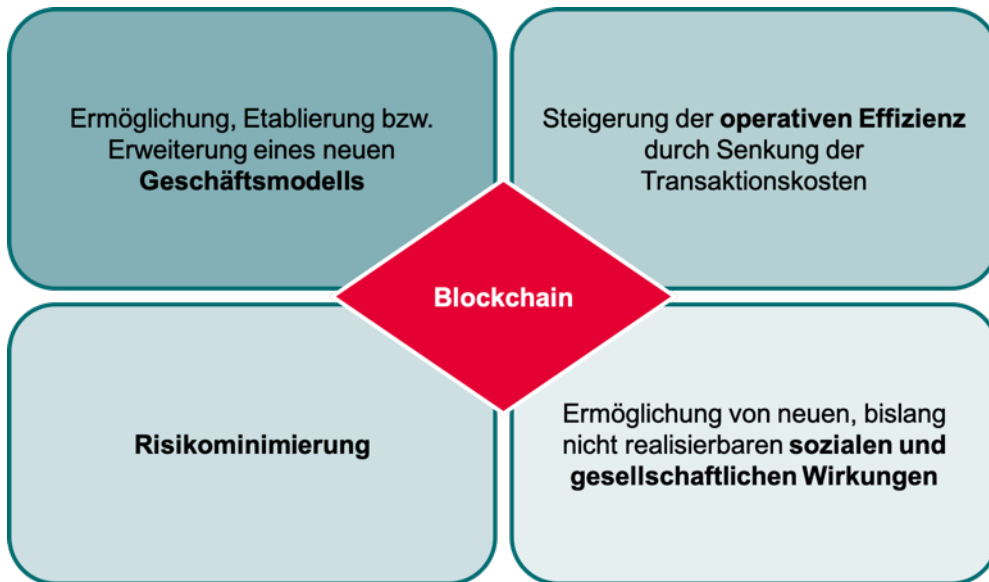 Ermöglichung, Etablierung bzw.
Erweiterung eines neuen
Geschäftsmodells
Steigerung der operativen Effizienz
durch Senkung der
Transaktionskosten
Blockchain
Risikominimierung
Ermöglichung von neuen, bislang
nicht realisierbaren sozialen und
gesellschaftlichen Wirkungen